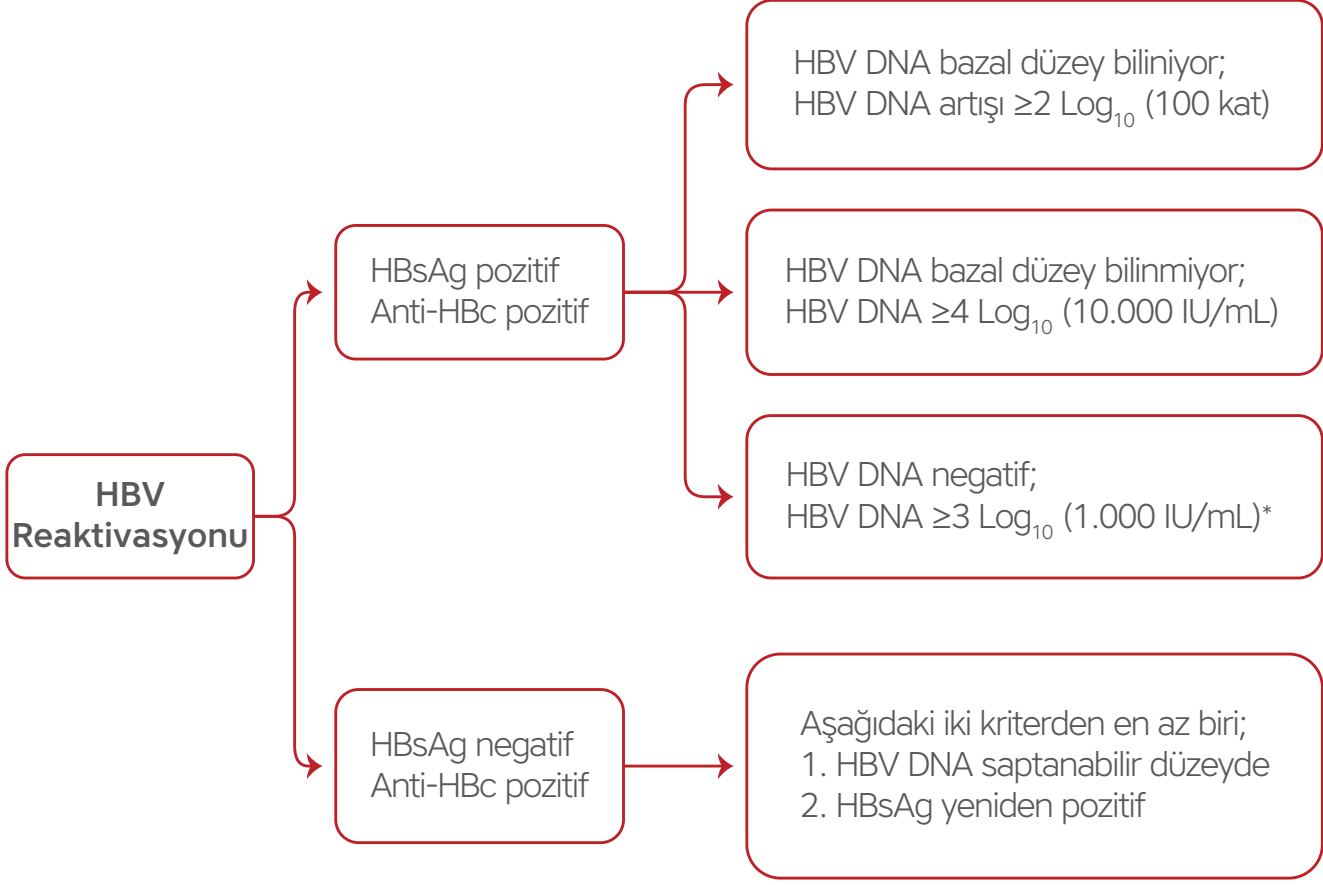 HBV DNA bazal düzey biliniyor;
HBV DNA artışı ≥2 Log₁₀ (100 kat)
HBsAg pozitif
Anti-HBc pozitif
HBV DNA bazal düzey bilinmiyor;
HBV DNA ≥4 Log₁₀ (10.000 IU/mL)
HBV DNA negatif;
HBV DNA ≥3 Log₁₀ (1.000 IU/mL)*
HBV
Reaktivasyonu
HBsAg negatif
Anti-HBc pozitif
Aşağıdaki iki kriterden en az biri;
1. HBV DNA saptanabilir düzeyde
2. HBsAg yeniden pozitif